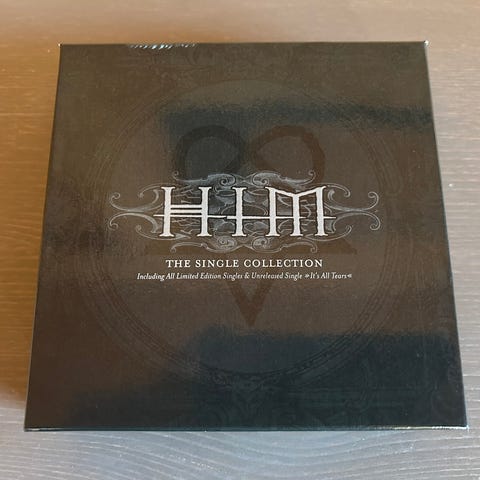 HIM
THE SINGLE COLLECTION
Including All Limited Edition Singles & Unreleased Single »It's All Tears«